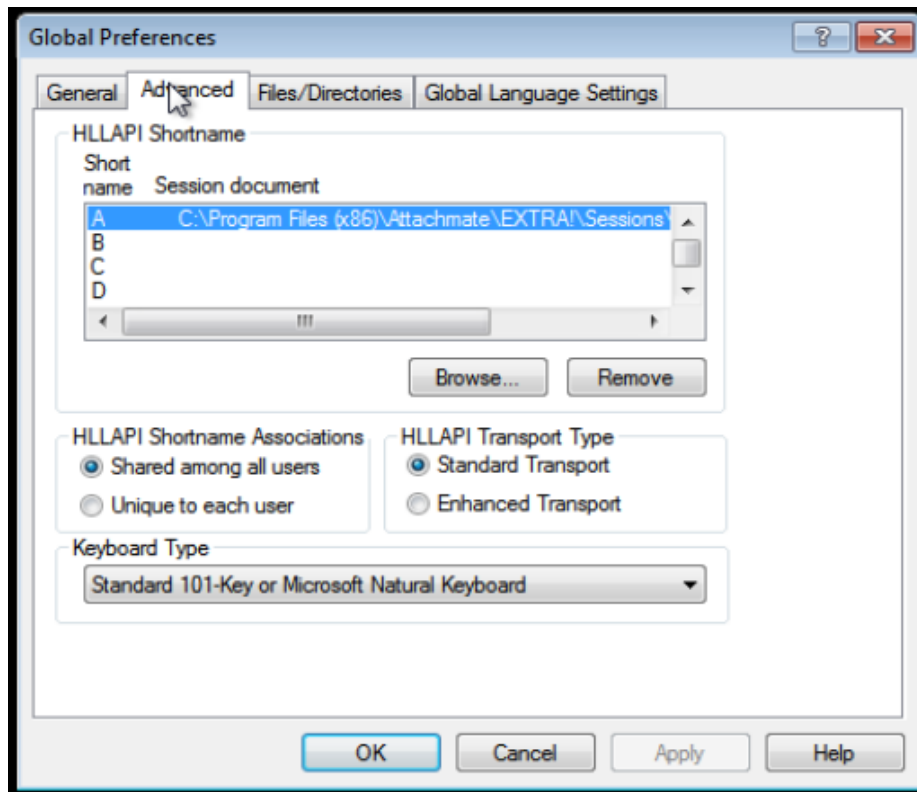 Global Preferences
General Advanced Files/Directories Global Language Settings
HLLAPI Shortname
Short
name Session document
A C:\Program Files (x86)\Attachmate\EXTRA!\Sessions\
B
C
D
Browse... Remove
HLLAPI Shortname Associations HLLAPI Transport Type
Shared among all users Standard Transport
Unique to each user Enhanced Transport
Keyboard Type
Standard 101-Key or Microsoft Natural Keyboard
OK Cancel Apply Help